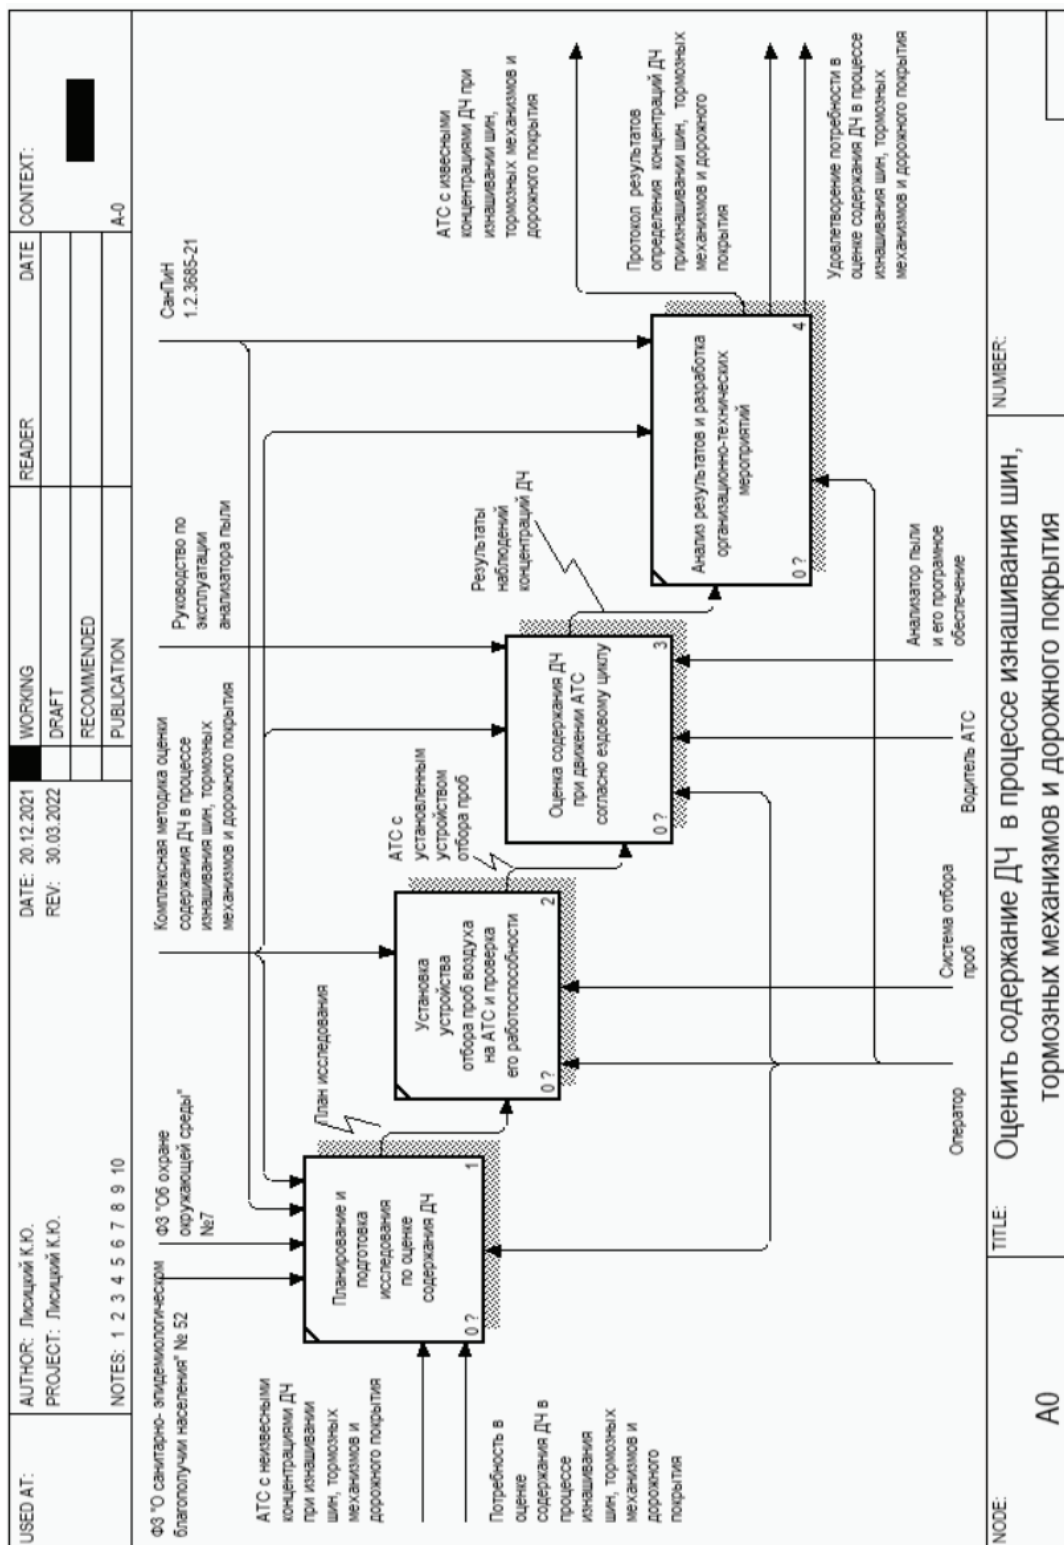 USED AT:
AUTHOR: Лисицкий К.Ю.
PROJECT: Лисицкий К.Ю.
NOTES: 1 2 3 4 5 6 7 8 9 10
DATE: 20.12.2021
REV: 30.03.2022
WORKING
DRAFT
RECOMMENDED
PUBLICATION
READER
DATE
CONTEXT:
A-0
ФЗ "О санитарно- эпидемиологическом
благополучии населения" № 52
ФЗ "Об охране
окружающей среды"
№7
Комплексная методика оценки
содержания ДЧ в процессе
изнашивания шин, тормозных
механизмов и дорожного покрытия
Руководство по
эксплуатации
анализатора пыли
СанПиН
1.2.3685-21
АТС с неизвесными
концентрациями ДЧ
при изнашивании
шин, тормозных
механизмов и
дорожного покрытия
Потребность в
оценке
содержания ДЧ в
процессе
изнашивания
шин, тормозных
механизмов и
дорожного
покрытия
Планирование и
подготовка
исследования
по оценке
содержания ДЧ
0 ?
1
План исследования
Установка
устройства
отбора проб воздуха
на АТС и проверка
его работоспособности
0 ?
2
АТС с
установленным
устройством
отбора проб
Оценка содержания ДЧ
при движении АТС
согласно ездовому циклу
0 ?
3
Результаты
наблюдений
концентраций ДЧ
Анализ результатов и разработка
организационно-технических
мероприятий
0 ?
4
АТС с извесными
концентрациями ДЧ при
изнашивании шин,
тормозных механизмов и
дорожного покрытия
Протокол результатов
определения концентраций ДЧ
приизнашивании шин, тормозных
механизмов и дорожного
покрытия
Удовлетворение потребности в
оценке содержания ДЧ в процессе
изнашивания шин, тормозных
механизмов и дорожного покрытия
Оператор
Система отбора
проб
Водитель АТС
Анализатор пыли
и его програмное
обеспечение
NODE:
A0
TITLE:
Оценить содержание ДЧ в процессе изнашивания шин,
тормозных механизмов и дорожного покрытия
NUMBER: